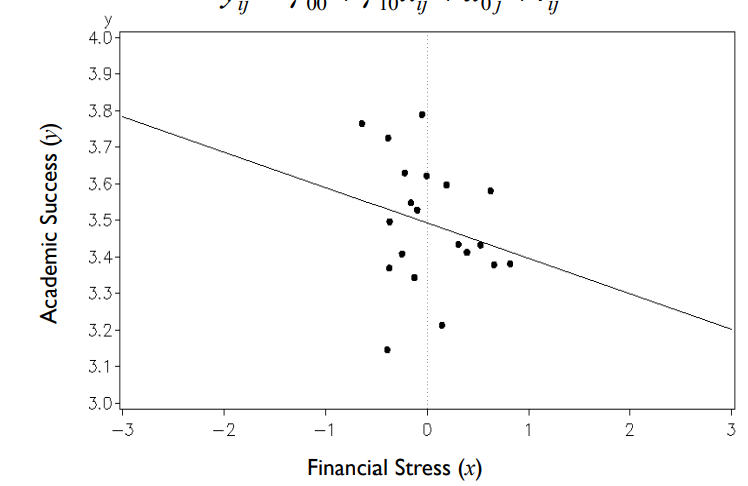 y
4.0
3.9
3.8
3.7
3.6
3.5
3.4
3.3
3.2
3.1
3.0
Academic Success (y)
−3 −2 −1 0 1 2 3
Financial Stress (x)